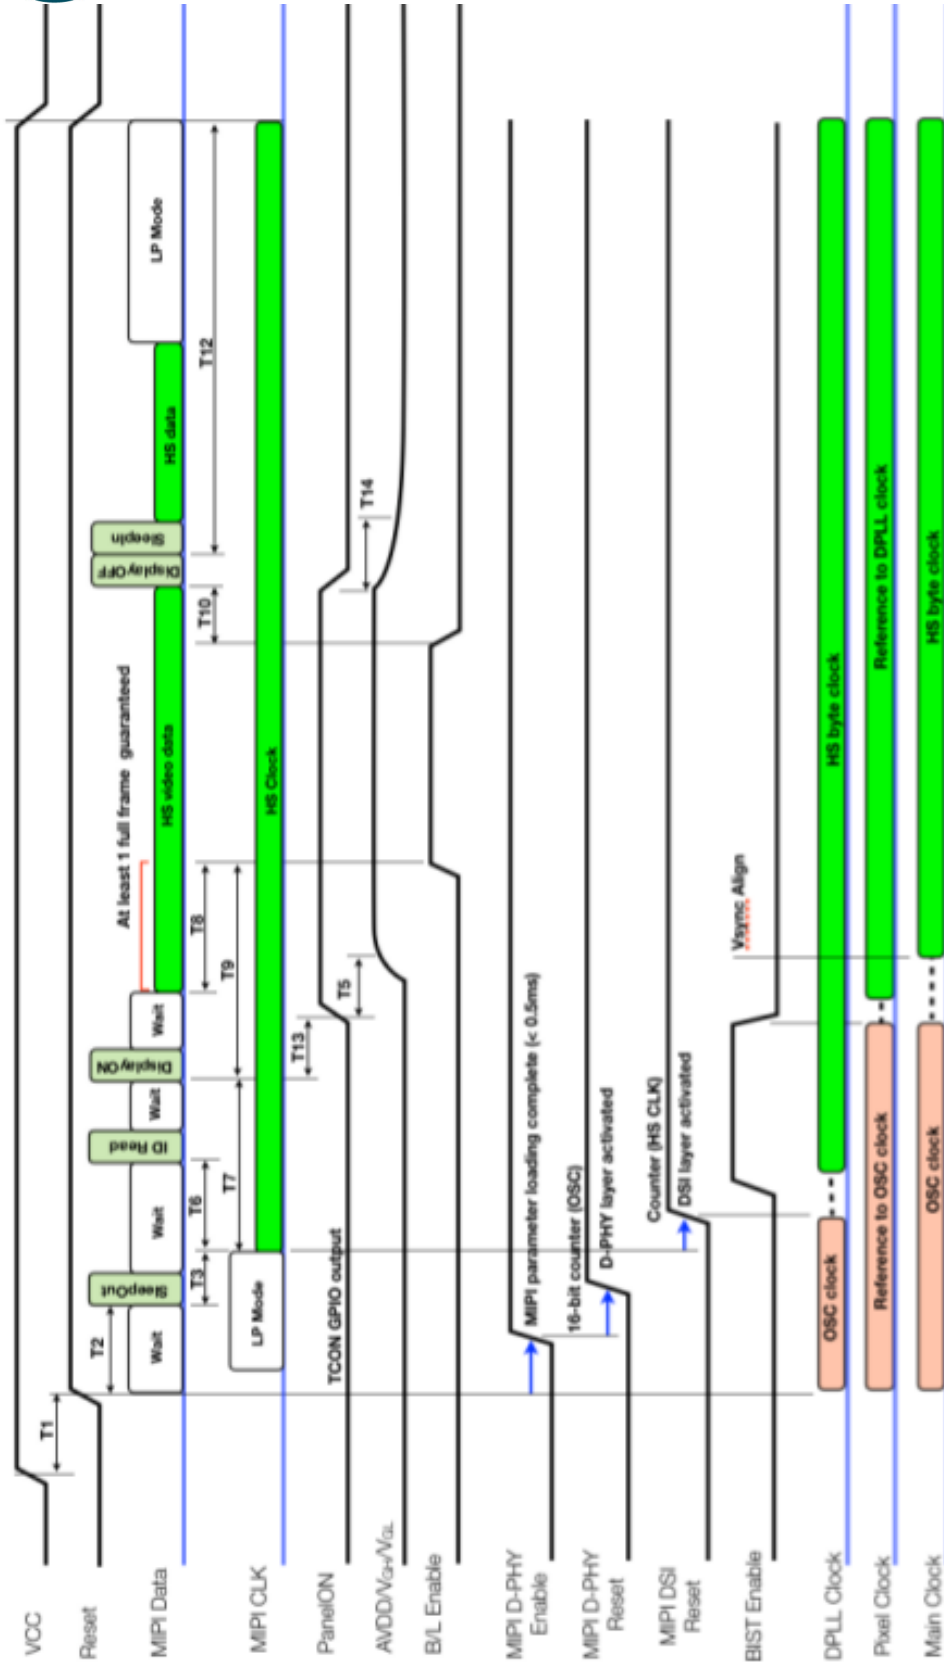 VCC
T1
Reset
MIPI Data
Wait
T2
SleepOut
Wait
ID Read
Wait
DisplayON
Wait
At least 1 full frame guaranteed
HS video data
Display OFF
SleepIn
HS data
LP Mode
T3
T6
T7
T8
T9
T10
T12
MIPI CLK
LP Mode
HS Clock
PanelON
TCON GPIO output
T13
T5
T14
AVDD/VGH/VGL
B/L Enable
MIPI D-PHY
Enable
MIPI parameter loading complete (< 0.5ms)
MIPI D-PHY
Reset
16-bit counter (OSC)
D-PHY layer activated
MIPI DSI
Reset
Counter (HS CLK)
DSI layer activated
BIST Enable
Vsync Align
DPLL Clock
OSC clock
HS byte clock
Pixel Clock
Reference to OSC clock
Reference to DPLL clock
Main Clock
OSC clock
HS byte clock